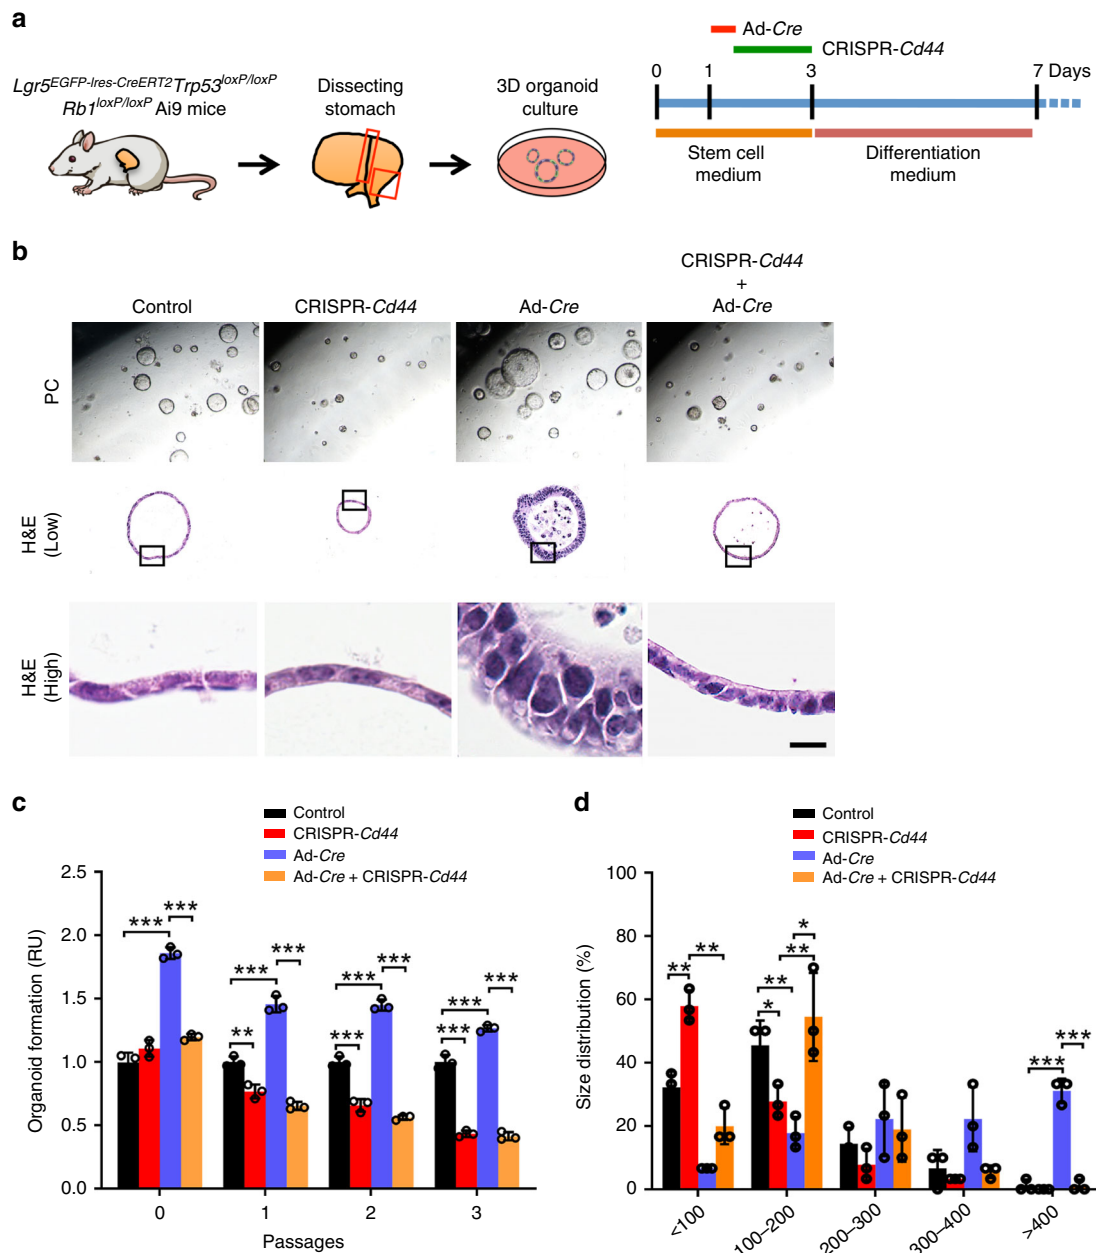 a
Ad-Cre
CRISPR-Cd44
0 1 3 7 Days
Lgr5EGFP-Ires-CreERT2Trp53loxP/loxP
Rb1loxP/loxP Ai9 mice
Dissecting
stomach
3D organoid
culture
Stem cell
medium
Differentiation
medium
b
Control
CRISPR-Cd44
Ad-Cre
CRISPR-Cd44
+
Ad-Cre
PC
H&E
(Low)
H&E
(High)
c
Control
CRISPR-Cd44
Ad-Cre
Ad-Cre + CRISPR-Cd44
Organoid formation (RU)
2.5
2.0
1.5
1.0
0.5
0.0
*** ***
*** ** ***
*** *** ***
*** *** ***
0 1 2 3
Passages
d
Control
CRISPR-Cd44
Ad-Cre
Ad-Cre + CRISPR-Cd44
Size distribution (%)
100
80
60
40
20
0
** **
** * ** *
*** ***
<100 100–200 200–300 300–400 >400